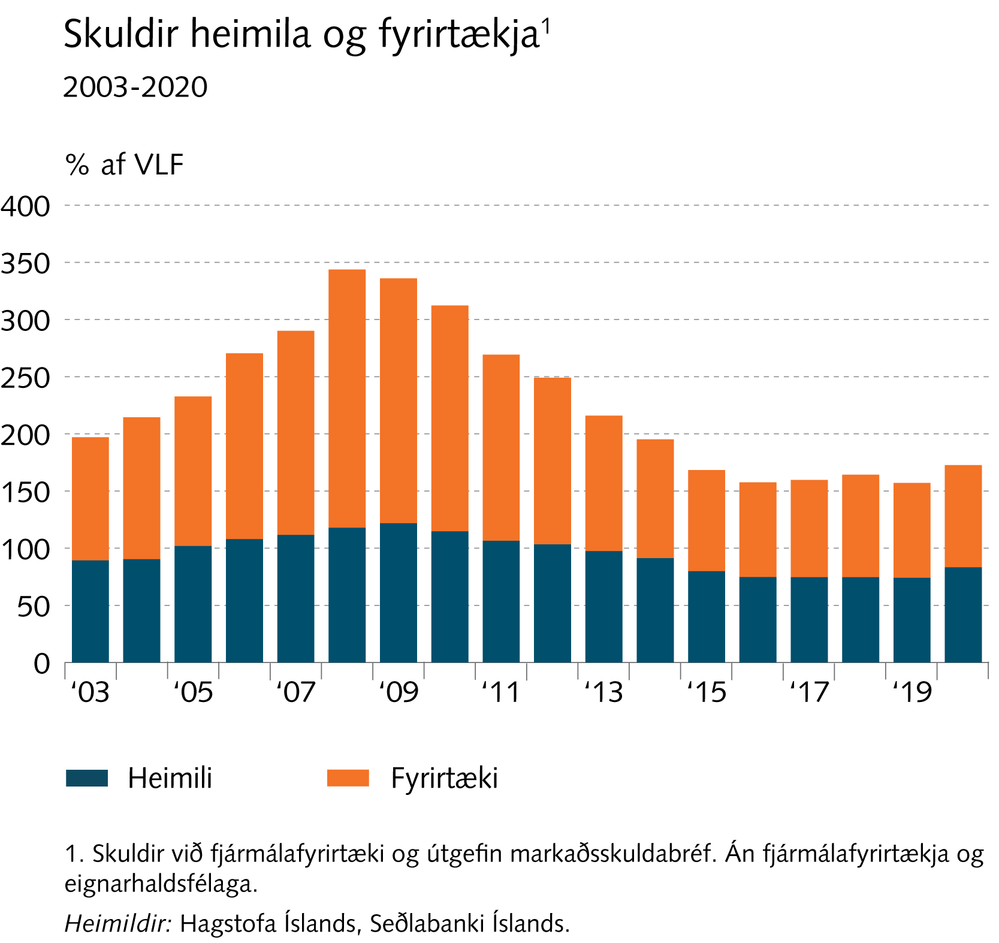 Skuldir heimila og fyrirtækja¹
2003-2020
% af VLF
400
350
300
250
200
150
100
50
0
‘03 ‘05 ‘07 ‘09 ‘11 ‘13 ‘15 ‘17 ‘19
Heimili Fyrirtæki
1. Skuldir við fjármálafyrirtæki og útgefin markaðsskuldabréf. Án fjármálafyrirtækja og
eignarhaldsfélaga.
Heimildir: Hagstofa Íslands, Seðlabanki Íslands.